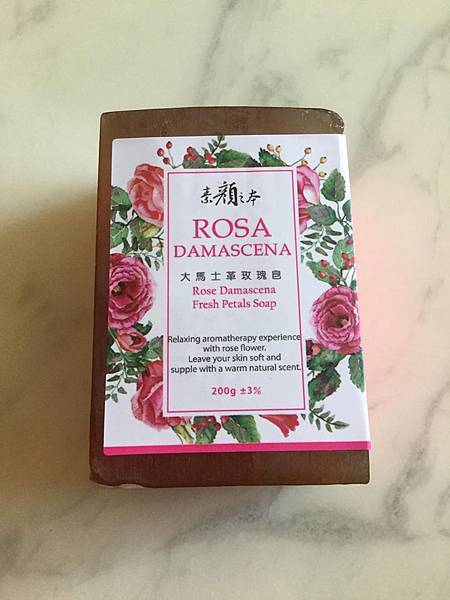 素顏之本
ROSA
DAMASCENA
大馬士革玫瑰皂
Rose Damascena
Fresh Petals Soap
Relaxing aromatherapy experience
with rose flower.
Leave your skin soft and
supple with a warm natural scent.
200g ±3%